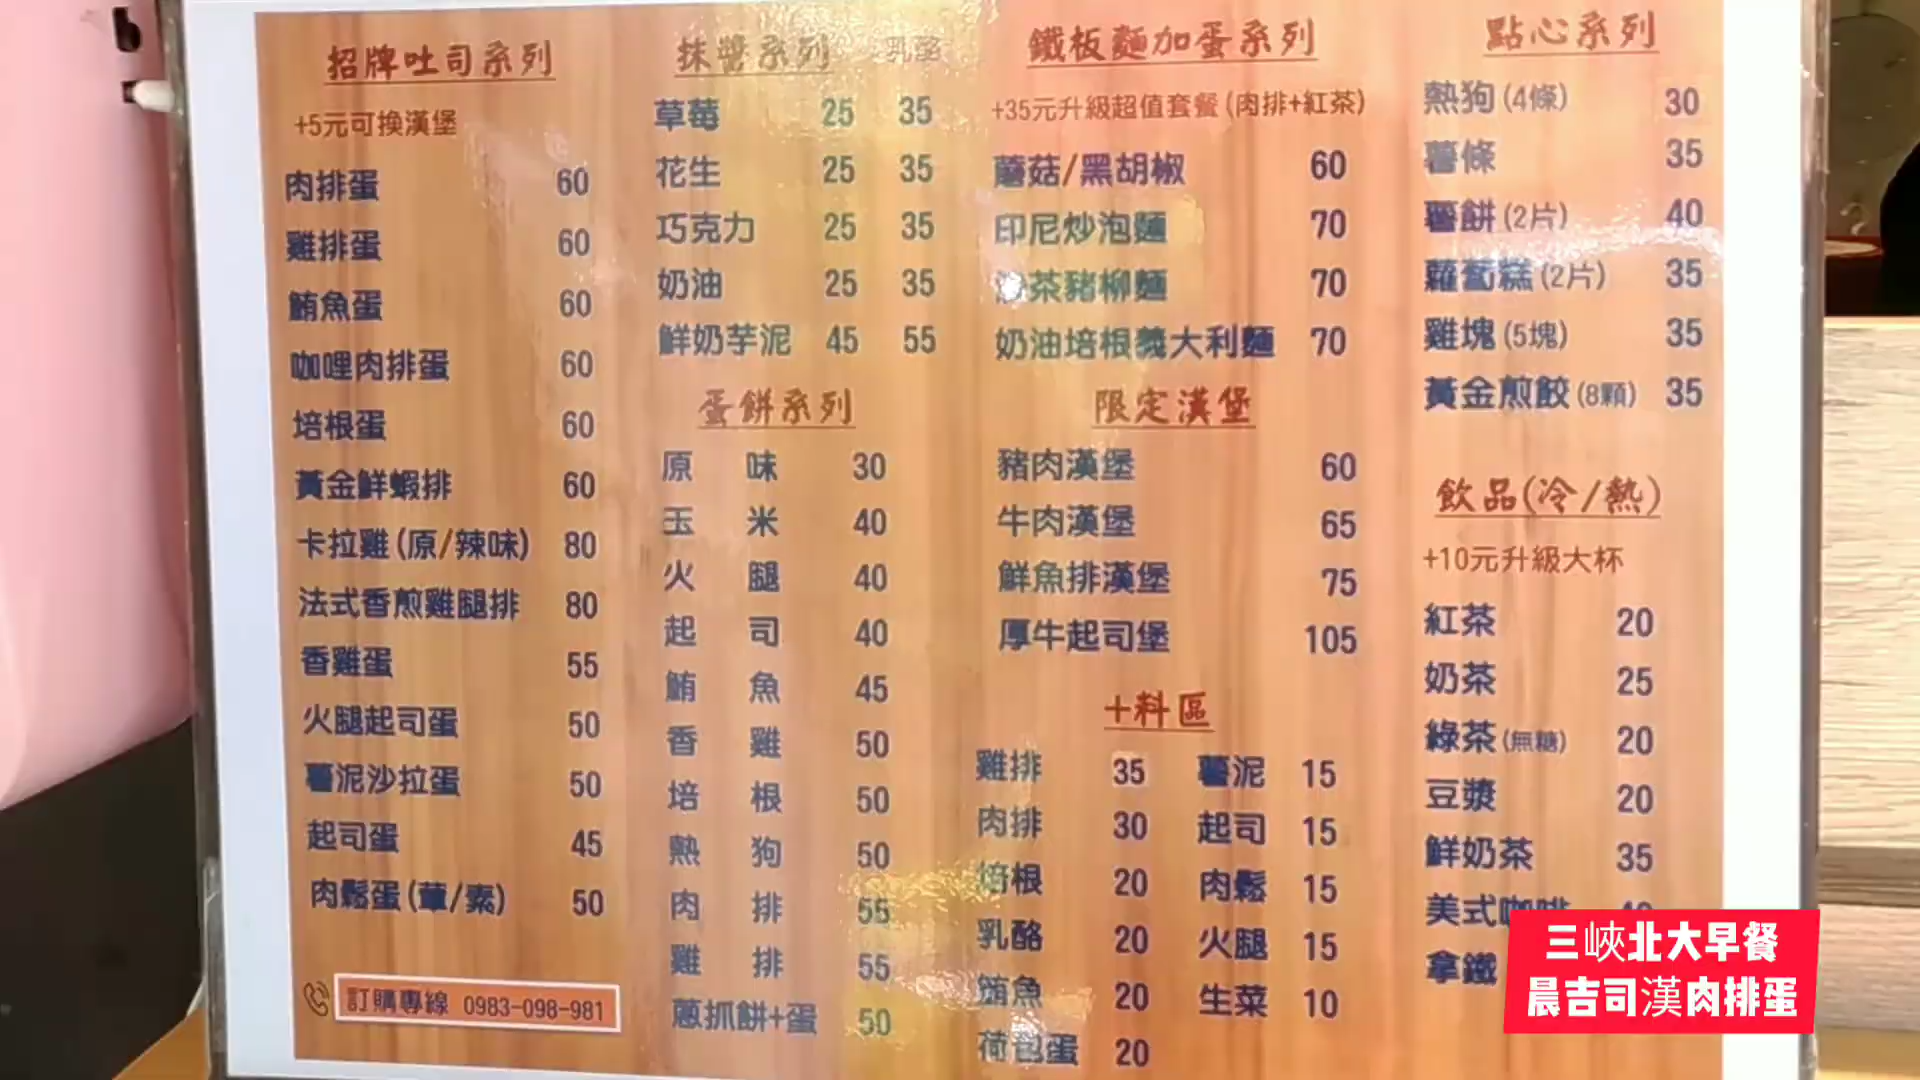 招牌吐司系列
+5元可換漢堡
肉排蛋 60
雞排蛋 60
鮪魚蛋 60
咖哩肉排蛋 60
培根蛋 60
黃金鮮蝦排 60
卡拉雞(原/辣味) 80
法式香煎雞腿排 80
香雞蛋 55
火腿起司蛋 50
薯泥沙拉蛋 50
起司蛋 45
肉鬆蛋(葷/素) 50
訂購專線 0983-098-981
抹醬系列 乳酪
草莓 25 35
花生 25 35
巧克力 25 35
奶油 25 35
鮮奶芋泥 45 55
蛋餅系列
原味 30
玉米 40
火腿 40
起司 40
鮪魚 45
香雞 50
培根 50
熱狗 50
肉排 55
雞排 55
蔥抓餅+蛋 50
鐵板麵加蛋系列
+35元升級超值套餐(肉排+紅茶)
蘑菇/黑胡椒 60
印尼炒泡麵 70
沙茶豬柳麵 70
奶油培根義大利麵 70
限定漢堡
豬肉漢堡 60
牛肉漢堡 65
鮮魚排漢堡 75
厚牛起司堡 105
+料區
雞排 35 薯泥 15
肉排 30 起司 15
培根 20 肉鬆 15
乳酪 20 火腿 15
鮪魚 20 生菜 10
荷包蛋 20
點心系列
熱狗(4條) 30
薯條 35
薯餅(2片) 40
蘿蔔糕(2片) 35
雞塊(5塊) 35
黃金煎餃(8顆) 35
飲品(冷/熱)
+10元升級大杯
紅茶 20
奶茶 25
綠茶(無糖) 20
豆漿 20
鮮奶茶 35
美式咖啡
拿鐵
三峽北大早餐
晨吉司漢肉排蛋